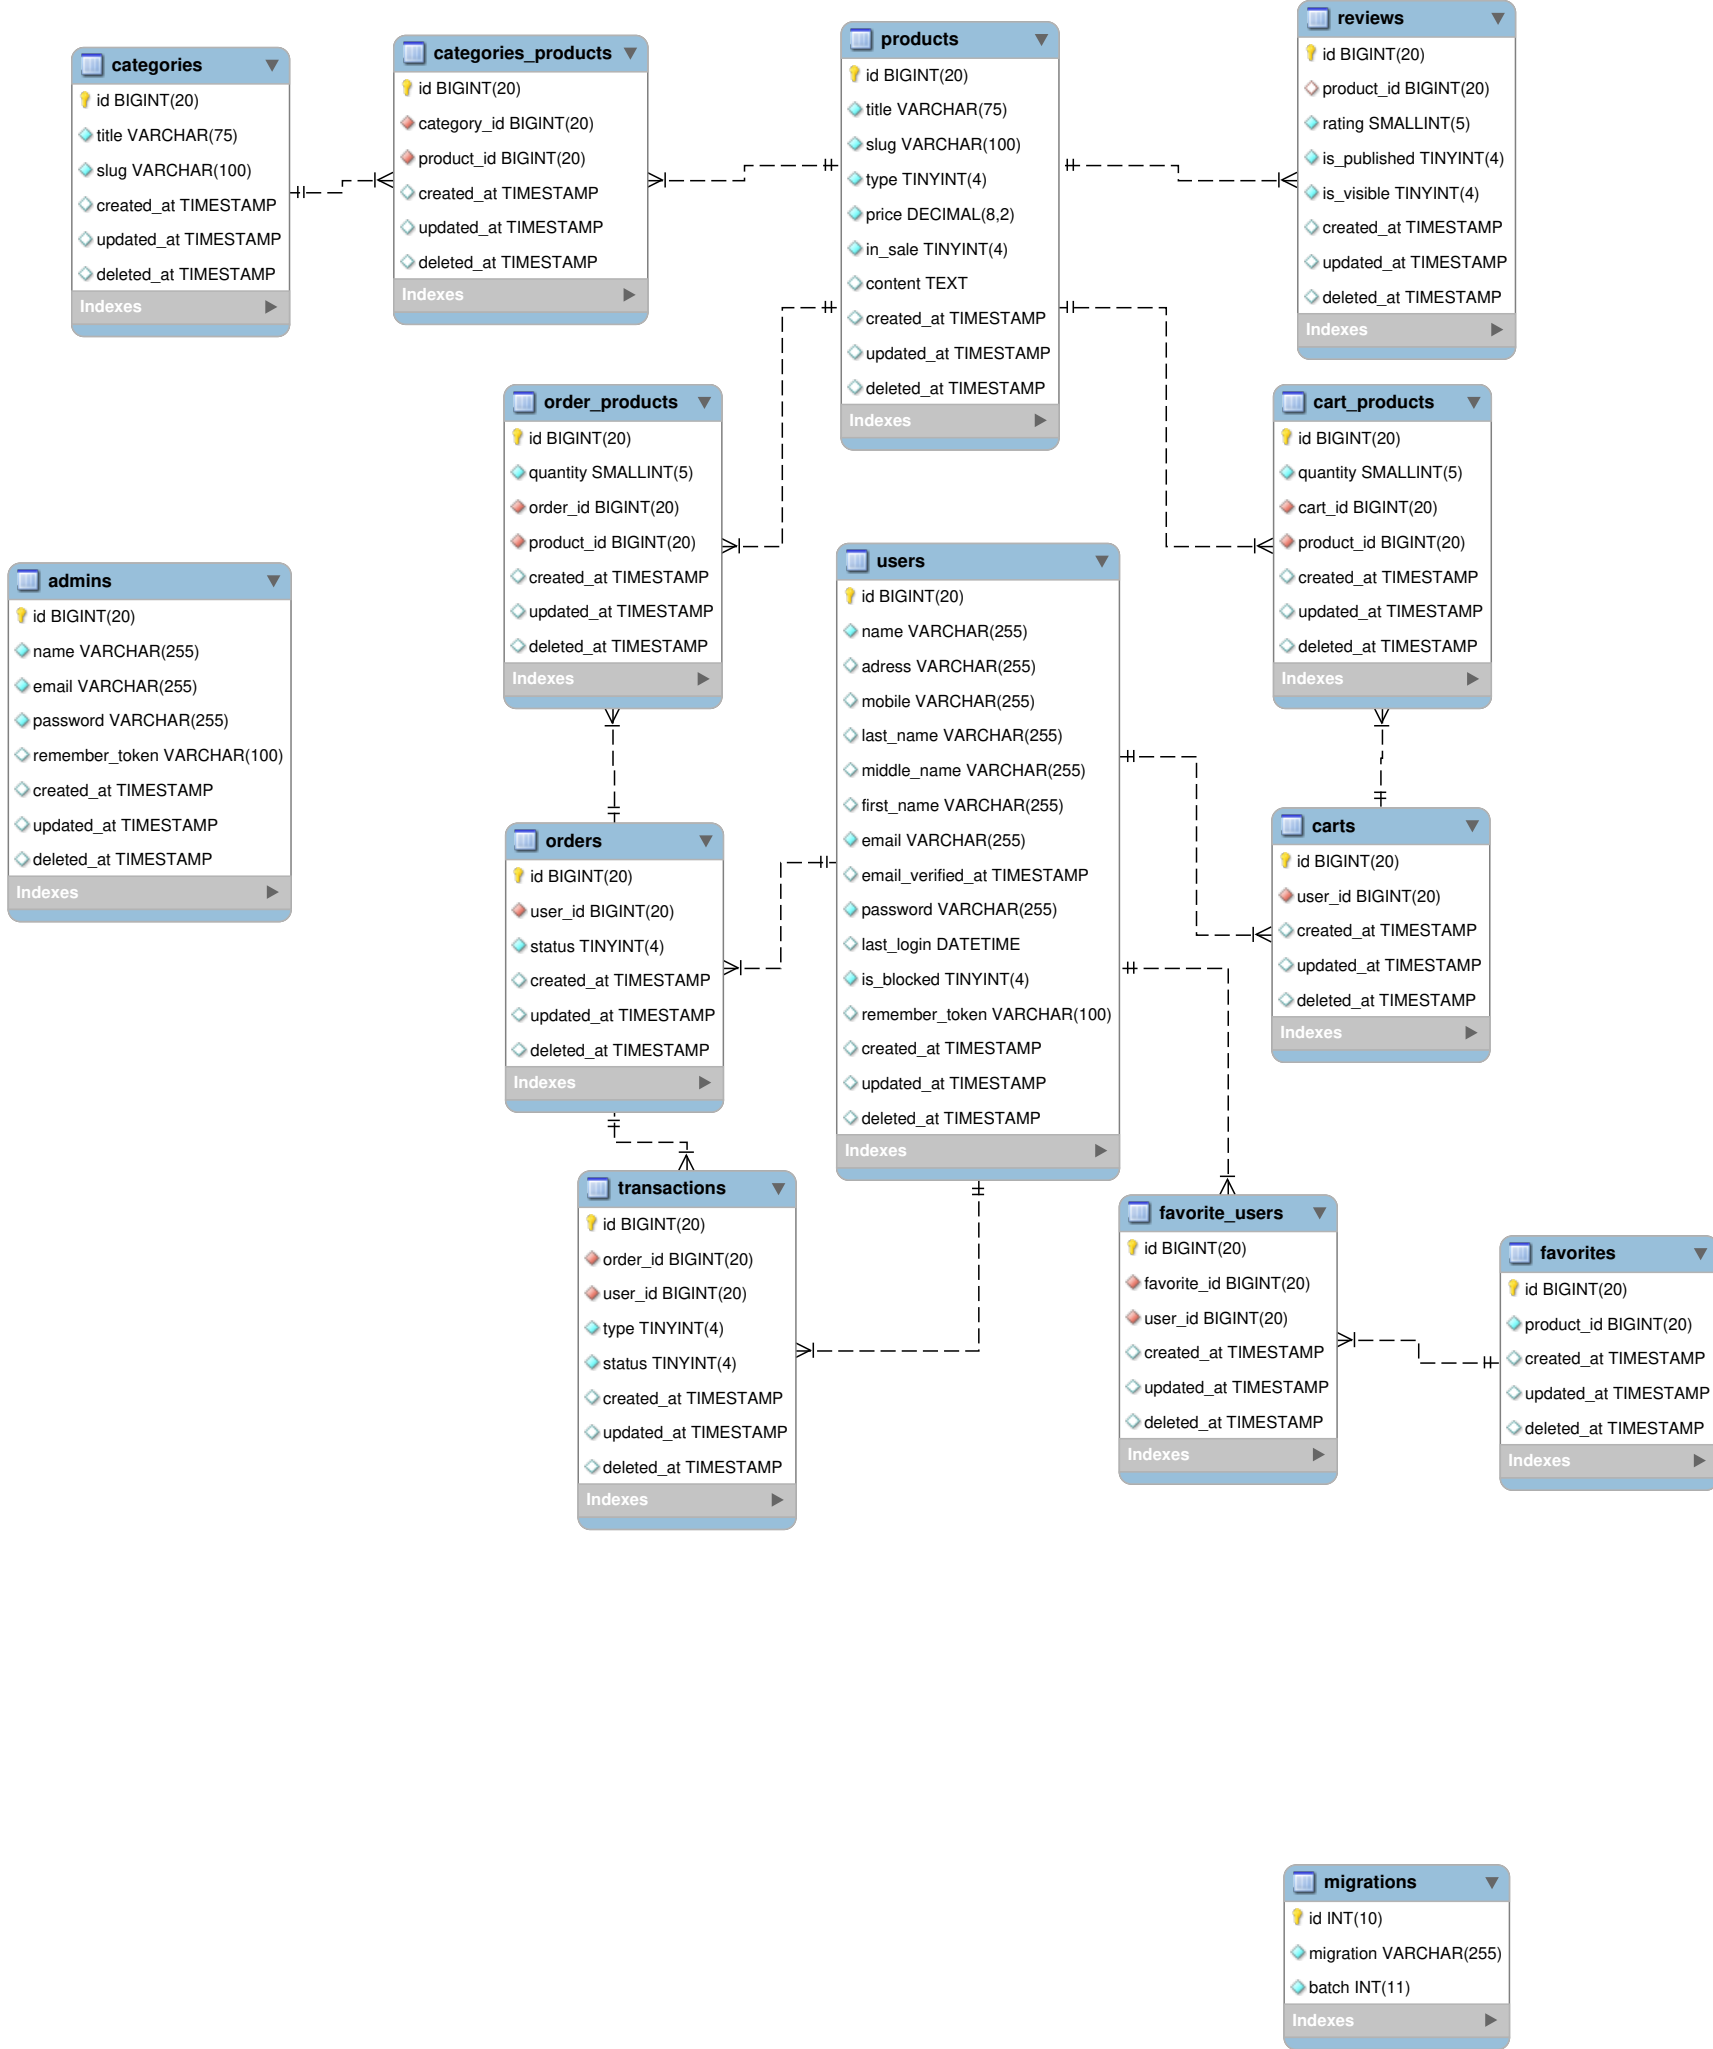 categories
id BIGINT(20)
title VARCHAR(75)
slug VARCHAR(100)
created_at TIMESTAMP
updated_at TIMESTAMP
deleted_at TIMESTAMP
Indexes
categories_products
id BIGINT(20)
category_id BIGINT(20)
product_id BIGINT(20)
created_at TIMESTAMP
updated_at TIMESTAMP
deleted_at TIMESTAMP
Indexes
products
id BIGINT(20)
title VARCHAR(75)
slug VARCHAR(100)
type TINYINT(4)
price DECIMAL(8,2)
in_sale TINYINT(4)
content TEXT
created_at TIMESTAMP
updated_at TIMESTAMP
deleted_at TIMESTAMP
Indexes
reviews
id BIGINT(20)
product_id BIGINT(20)
rating SMALLINT(5)
is_published TINYINT(4)
is_visible TINYINT(4)
created_at TIMESTAMP
updated_at TIMESTAMP
deleted_at TIMESTAMP
Indexes
order_products
id BIGINT(20)
quantity SMALLINT(5)
order_id BIGINT(20)
product_id BIGINT(20)
created_at TIMESTAMP
updated_at TIMESTAMP
deleted_at TIMESTAMP
Indexes
cart_products
id BIGINT(20)
quantity SMALLINT(5)
cart_id BIGINT(20)
product_id BIGINT(20)
created_at TIMESTAMP
updated_at TIMESTAMP
deleted_at TIMESTAMP
Indexes
admins
id BIGINT(20)
name VARCHAR(255)
email VARCHAR(255)
password VARCHAR(255)
remember_token VARCHAR(100)
created_at TIMESTAMP
updated_at TIMESTAMP
deleted_at TIMESTAMP
Indexes
users
id BIGINT(20)
name VARCHAR(255)
adress VARCHAR(255)
mobile VARCHAR(255)
last_name VARCHAR(255)
middle_name VARCHAR(255)
first_name VARCHAR(255)
email VARCHAR(255)
email_verified_at TIMESTAMP
password VARCHAR(255)
last_login DATETIME
is_blocked TINYINT(4)
remember_token VARCHAR(100)
created_at TIMESTAMP
updated_at TIMESTAMP
deleted_at TIMESTAMP
Indexes
orders
id BIGINT(20)
user_id BIGINT(20)
status TINYINT(4)
created_at TIMESTAMP
updated_at TIMESTAMP
deleted_at TIMESTAMP
Indexes
carts
id BIGINT(20)
user_id BIGINT(20)
created_at TIMESTAMP
updated_at TIMESTAMP
deleted_at TIMESTAMP
Indexes
transactions
id BIGINT(20)
order_id BIGINT(20)
user_id BIGINT(20)
type TINYINT(4)
status TINYINT(4)
created_at TIMESTAMP
updated_at TIMESTAMP
deleted_at TIMESTAMP
Indexes
favorite_users
id BIGINT(20)
favorite_id BIGINT(20)
user_id BIGINT(20)
created_at TIMESTAMP
updated_at TIMESTAMP
deleted_at TIMESTAMP
Indexes
favorites
id BIGINT(20)
product_id BIGINT(20)
created_at TIMESTAMP
updated_at TIMESTAMP
deleted_at TIMESTAMP
Indexes
migrations
id INT(10)
migration VARCHAR(255)
batch INT(11)
Indexes